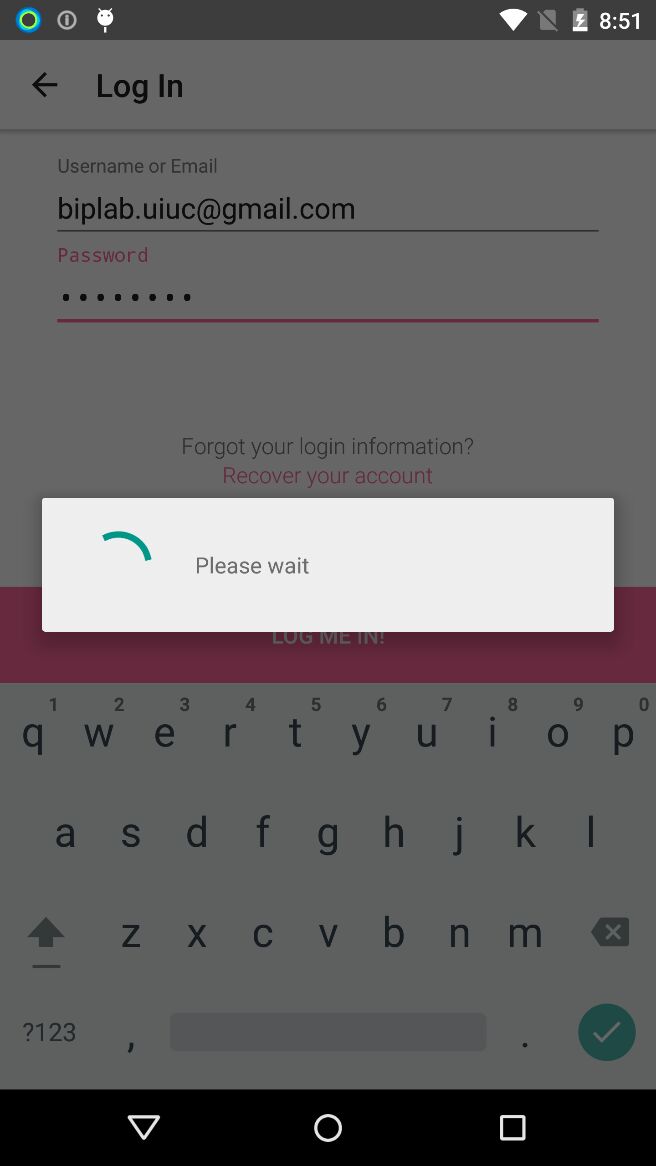 8:51
Log In
Username or Email
biplab.uiuc@gmail.com
Password
Forgot your login information?
Recover your account
Please wait
LOG ME IN!
1 2 3 4 5 6 7 8 9 0
q w e r t y u i o p
a s d f g h j k l
z x c v b n m
?123 , .